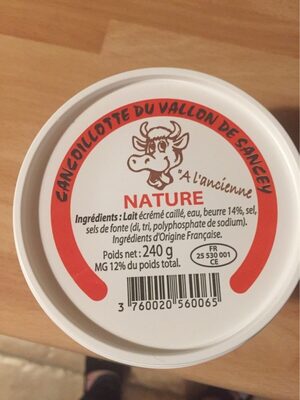 CANCOILLOTTE DU VALLON DE SANCEY
"A l'ancienne
NATURE
Ingrédients : Lait écrémé caillé, eau, beurre 14%, sel,
sels de fonte (di, tri, polyphosphate de sodium).
Ingrédients d'Origine Française.
Poids net : 240 g
MG 12% du poids total.
FR
25 530 001
CE
3 760020 560065